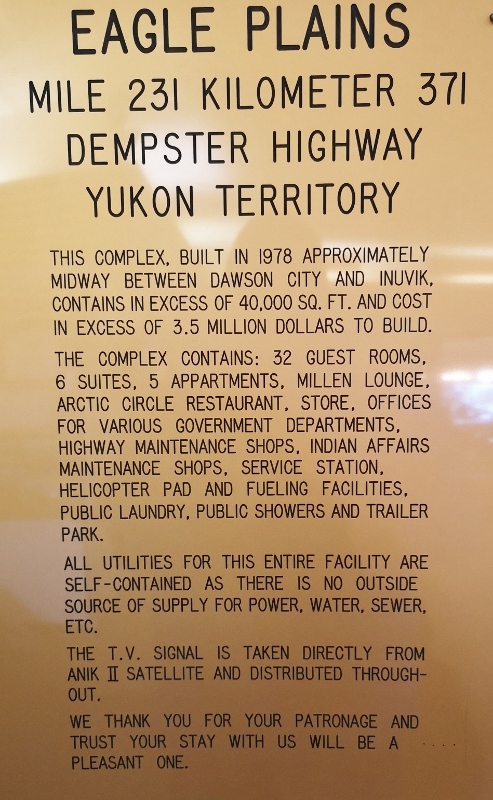 EAGLE PLAINS
MILE 231 KILOMETER 371
DEMPSTER HIGHWAY
YUKON TERRITORY
THIS COMPLEX, BUILT IN 1978 APPROXIMATELY
MIDWAY BETWEEN DAWSON CITY AND INUVIK,
CONTAINS IN EXCESS OF 40,000 SQ. FT. AND COST
IN EXCESS OF 3.5 MILLION DOLLARS TO BUILD.
THE COMPLEX CONTAINS: 32 GUEST ROOMS,
6 SUITES, 5 APPARTMENTS, MILLEN LOUNGE,
ARCTIC CIRCLE RESTAURANT, STORE, OFFICES
FOR VARIOUS GOVERNMENT DEPARTMENTS,
HIGHWAY MAINTENANCE SHOPS, INDIAN AFFAIRS
MAINTENANCE SHOPS, SERVICE STATION,
HELICOPTER PAD AND FUELING FACILITIES,
PUBLIC LAUNDRY, PUBLIC SHOWERS AND TRAILER
PARK.
ALL UTILITIES FOR THIS ENTIRE FACILITY ARE
SELF-CONTAINED AS THERE IS NO OUTSIDE
SOURCE OF SUPPLY FOR POWER, WATER, SEWER,
ETC.
THE T.V. SIGNAL IS TAKEN DIRECTLY FROM
ANIK II SATELLITE AND DISTRIBUTED THROUGH-
OUT.
WE THANK YOU FOR YOUR PATRONAGE AND
TRUST YOUR STAY WITH US WILL BE A
PLEASANT ONE.